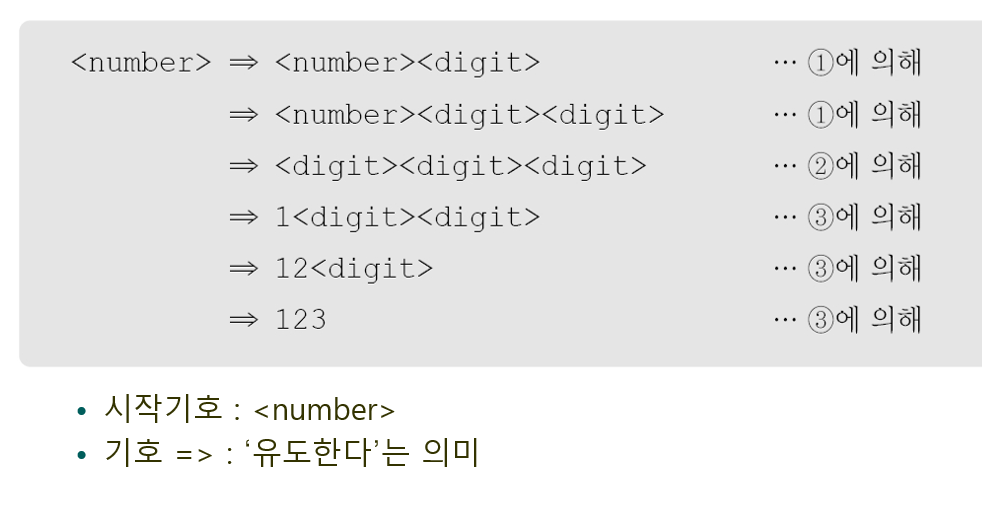 <number> ⇒ <number><digit> … ①에 의해
⇒ <number><digit><digit> … ①에 의해
⇒ <digit><digit><digit> … ②에 의해
⇒ 1<digit><digit> … ③에 의해
⇒ 12<digit> … ③에 의해
⇒ 123 … ③에 의해
• 시작기호 : <number>
• 기호 => : ‘유도한다’는 의미